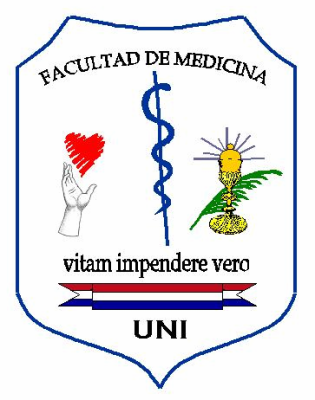 FACULTAD DE MEDICINA
vitam impendere vero
UNI